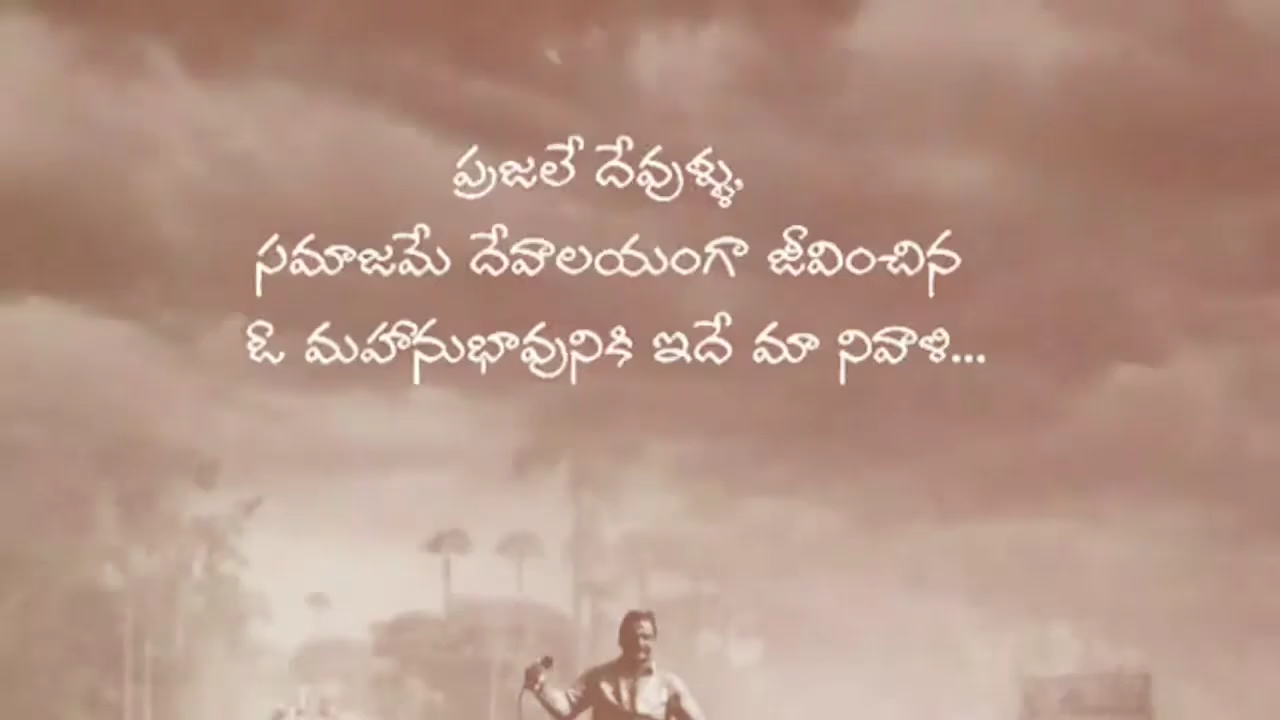 ప్రజలే దేవుళ్ళు,
సమాజమే దేవాలయంగా జీవించిన
ఓ మహానుభావునికి ఇదే మా నివాళి...